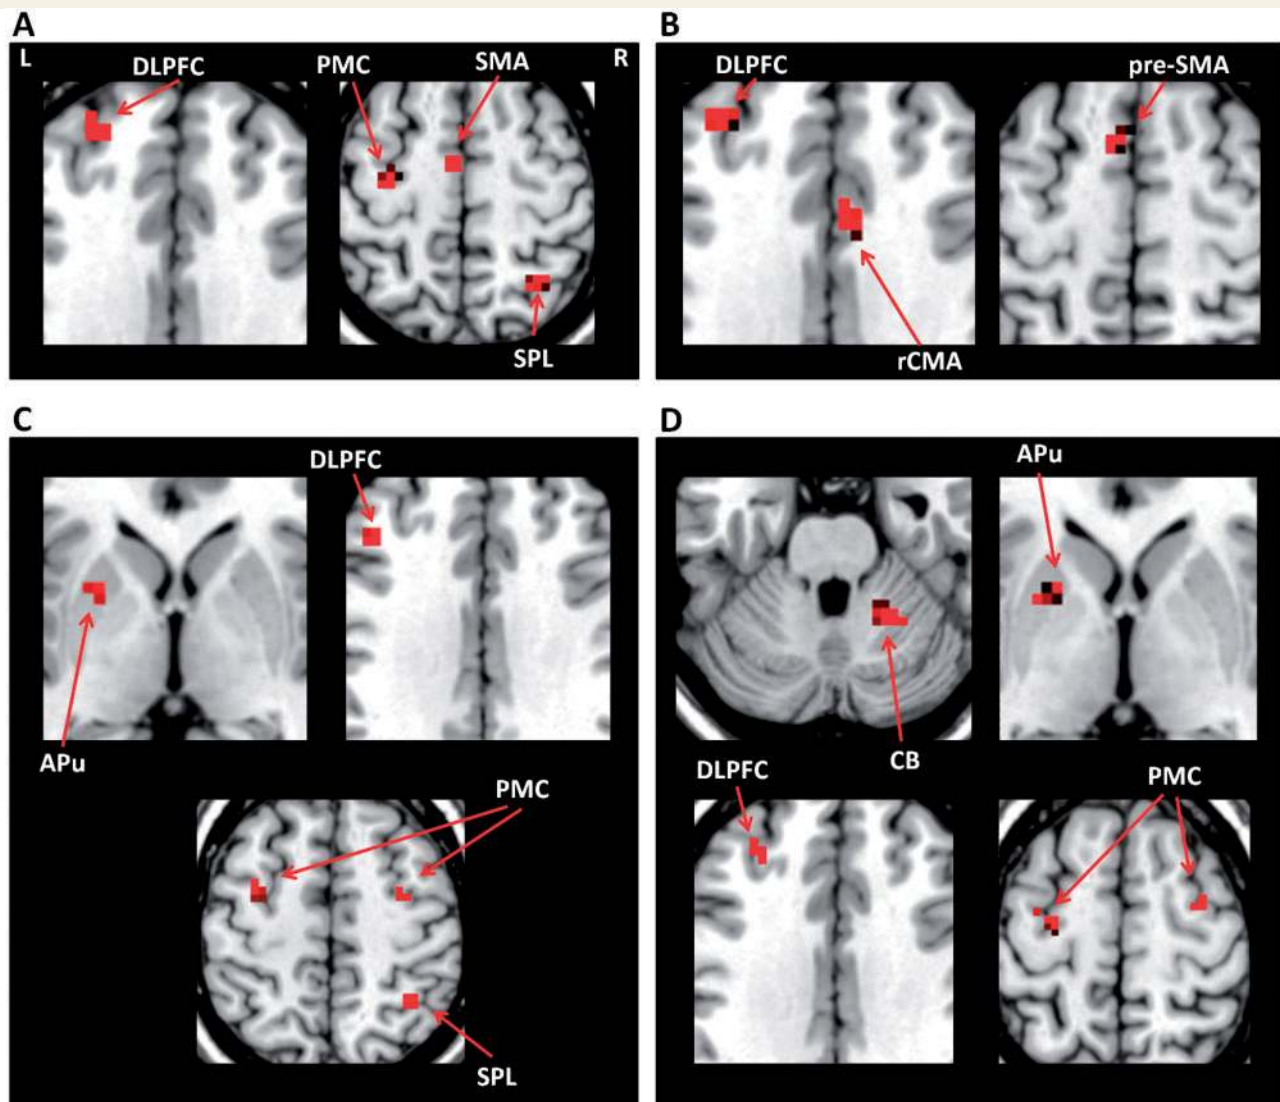 A
L
DLPFC
PMC
SMA
R
SPL
B
DLPFC
pre-SMA
rCMA
C
DLPFC
APu
PMC
SPL
D
APu
CB
DLPFC
PMC